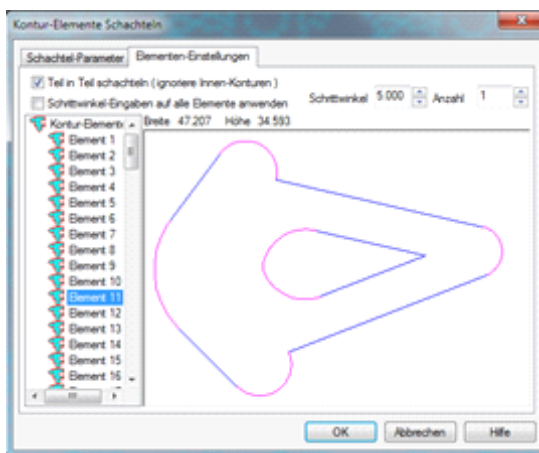 Kontur-Elemente Schachteln
Schachtel-Parameter Elementen-Einstellungen
Teil in Teil schachteln ( ignoriere Innen-Konturen )
Schrittwinkel-Eingaben auf alle Elemente anwenden
Schrittwinkel 5.000 Anzahl 1
Kontur-Elemente
Breite 47.207 Höhe 34.593
Element 1
Element 2
Element 3
Element 4
Element 5
Element 6
Element 7
Element 8
Element 9
Element 10
Element 11
Element 12
Element 13
Element 14
Element 15
Element 16
OK Abbrechen Hilfe